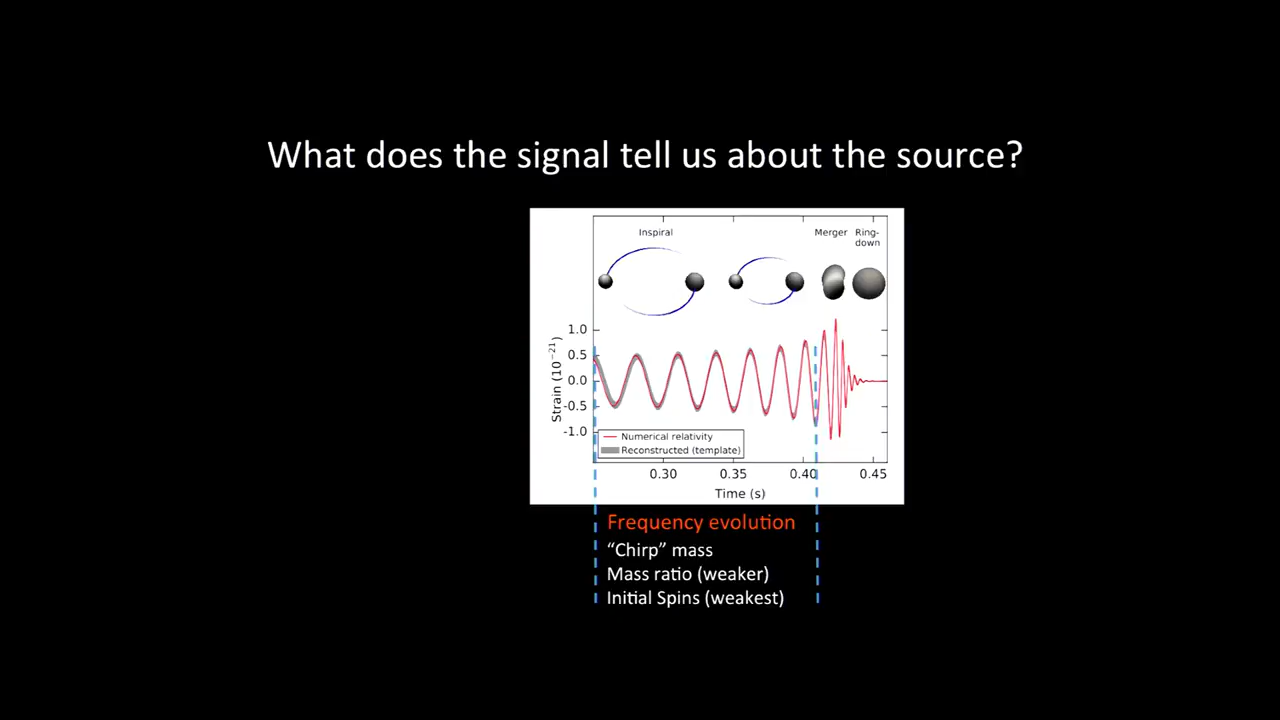 What does the signal tell us about the source?
Inspiral
Merger
Ring-
down
Strain (10⁻²¹)
1.0
0.5
0.0
-0.5
-1.0
Numerical relativity
Reconstructed (template)
0.30
0.35
0.40
0.45
Time (s)
Frequency evolution
“Chirp” mass
Mass ratio (weaker)
Initial Spins (weakest)